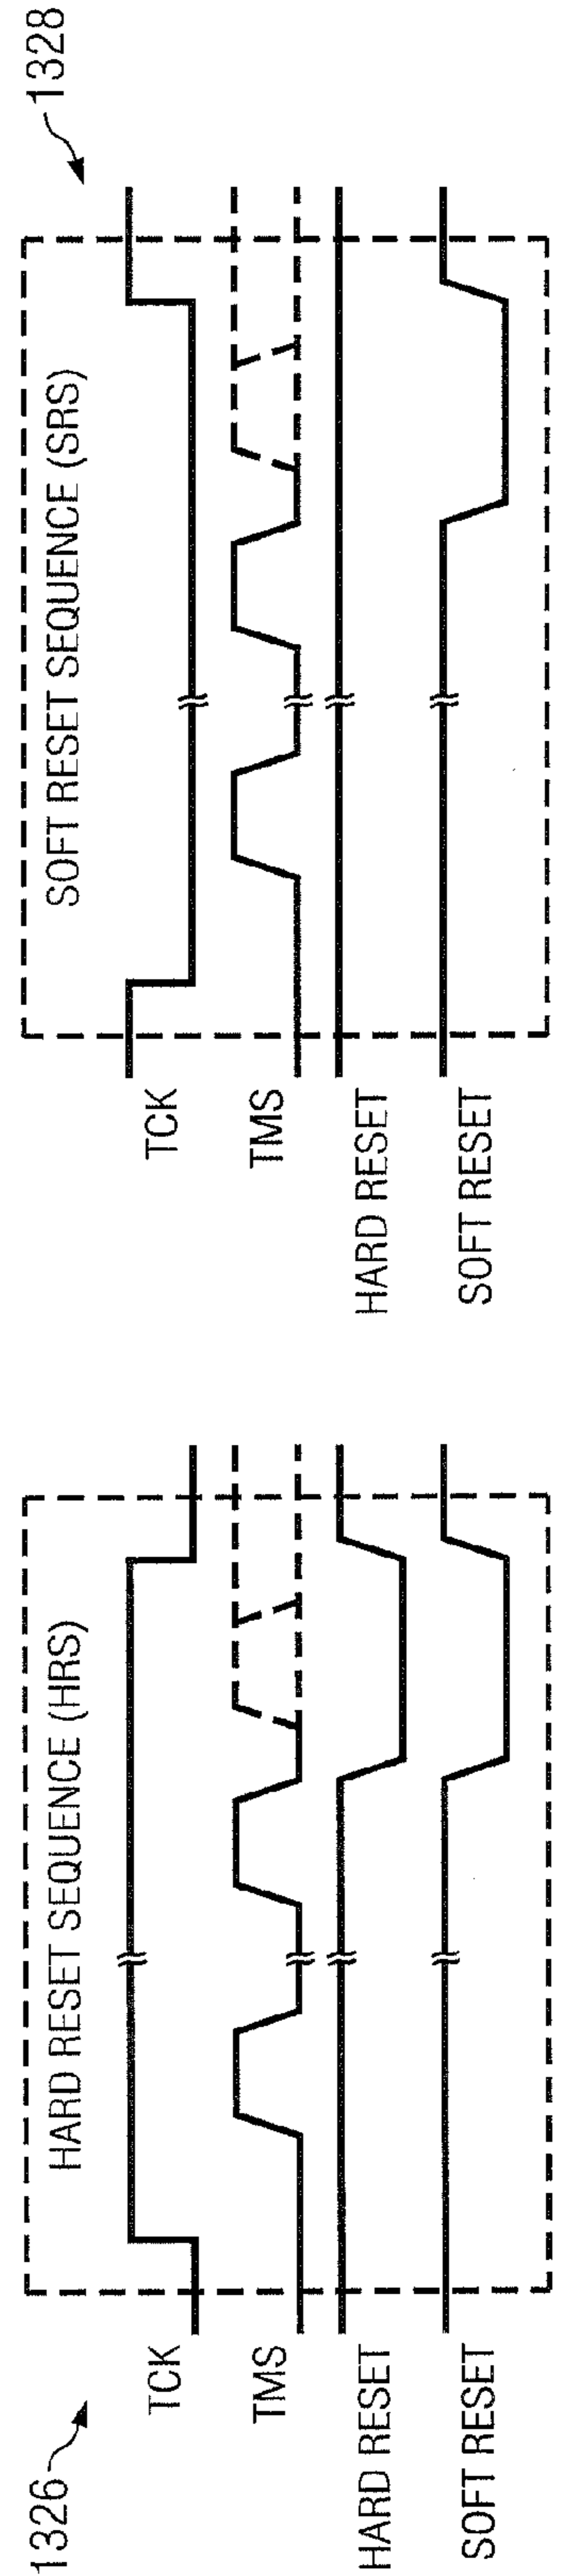 1326
HARD RESET SEQUENCE (HRS)
TCK
TMS
HARD RESET
SOFT RESET
1328
SOFT RESET SEQUENCE (SRS)
TCK
TMS
HARD RESET
SOFT RESET